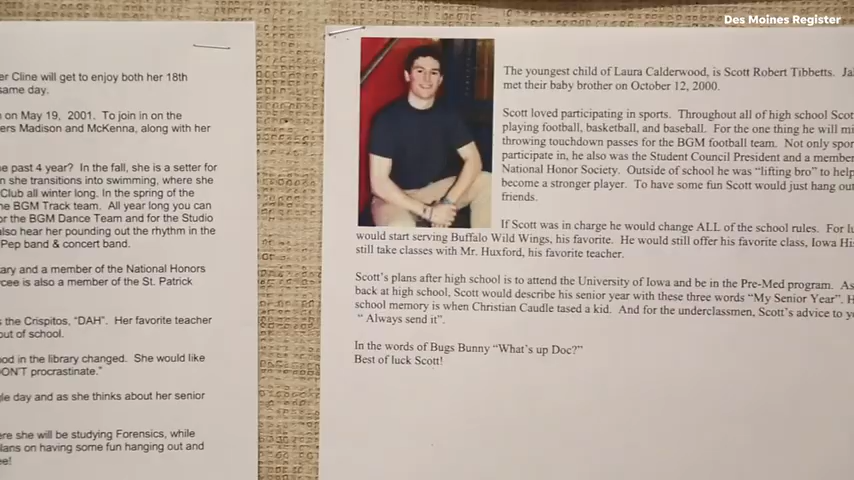 Des Moines Register
er Cline will get to enjoy both her 18th
same day.
on May 19, 2001. To join in on the
ers Madison and McKenna, along with her
e past 4 year? In the fall, she is a setter for
n she transitions into swimming, where she
Club all winter long. In the spring of the
he BGM Track team. All year long you can
or the BGM Dance Team and for the Studio
also hear her pounding out the rhythm in the
Pep band & concert band.
ary and a member of the National Honors
cee is also a member of the St. Patrick
s the Crispitos, "DAH". Her favorite teacher
out of school.
ood in the library changed. She would like
ON'T procrastinate."
gle day and as she thinks about her senior
ere she will be studying Forensics, while
lans on having some fun hanging out and
ee!
The youngest child of Laura Calderwood, is Scott Robert Tibbetts. Ja
met their baby brother on October 12, 2000.
Scott loved participating in sports. Throughout all of high school Scot
playing football, basketball, and baseball. For the one thing he will mi
throwing touchdown passes for the BGM football team. Not only spor
participate in, he also was the Student Council President and a member
National Honor Society. Outside of school he was "lifting bro" to help
become a stronger player. To have some fun Scott would just hang out
friends.
If Scott was in charge he would change ALL of the school rules. For lu
would start serving Buffalo Wild Wings, his favorite. He would still offer his favorite class, Iowa His
still take classes with Mr. Huxford, his favorite teacher.
Scott's plans after high school is to attend the University of Iowa and be in the Pre-Med program. As
back at high school, Scott would describe his senior year with these three words "My Senior Year". H
school memory is when Christian Caudle tased a kid. And for the underclassmen, Scott's advice to yo
" Always send it".
In the words of Bugs Bunny "What's up Doc?"
Best of luck Scott!